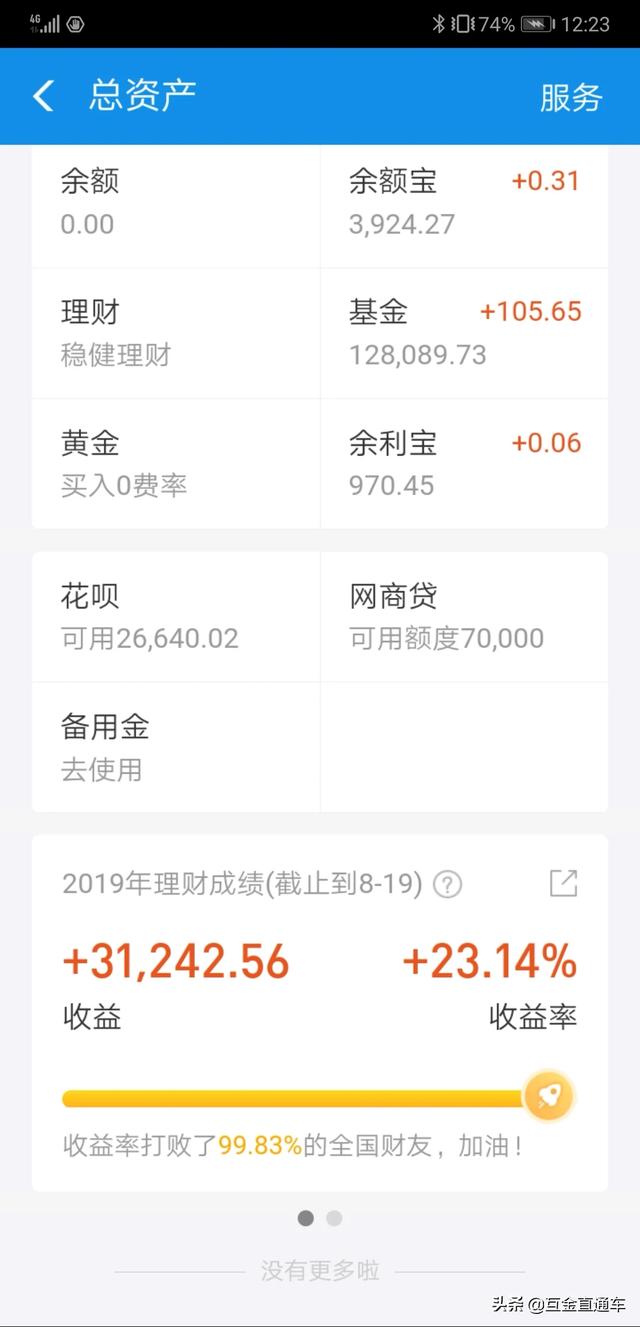 4G 74% 12:23
总资产 服务
余额 余额宝 +0.31
0.00 3,924.27
理财 基金 +105.65
稳健理财 128,089.73
黄金 余利宝 +0.06
买入0费率 970.45
花呗 网商贷
可用26,640.02 可用额度70,000
备用金
去使用
2019年理财成绩(截止到8-19) ?
+31,242.56 +23.14%
收益 收益率
收益率打败了99.83%的全国财友，加油！
没有更多啦
头条 @互金直通车